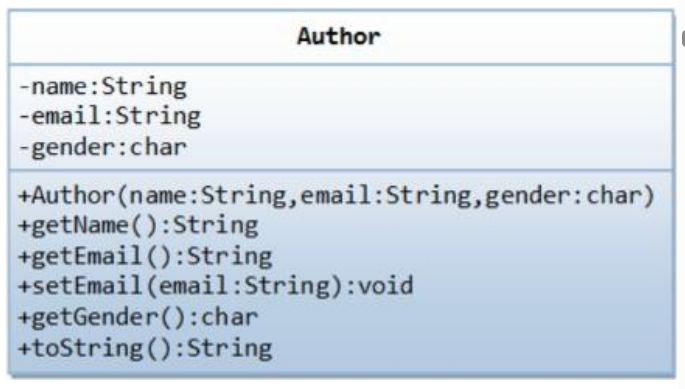 Author
-name:String
-email:String
-gender:char
+Author(name:String,email:String,gender:char)
+getName():String
+getEmail():String
+setEmail(email:String):void
+getGender():char
+toString():String